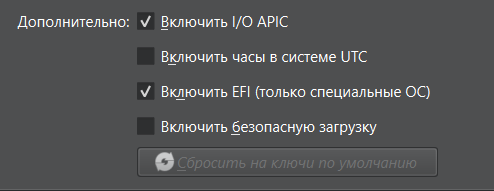 Дополнительно: Включить I/O APIC
Включить часы в системе UTC
Включить EFI (только специальные ОС)
Включить безопасную загрузку
Сбросить на ключи по умолчанию